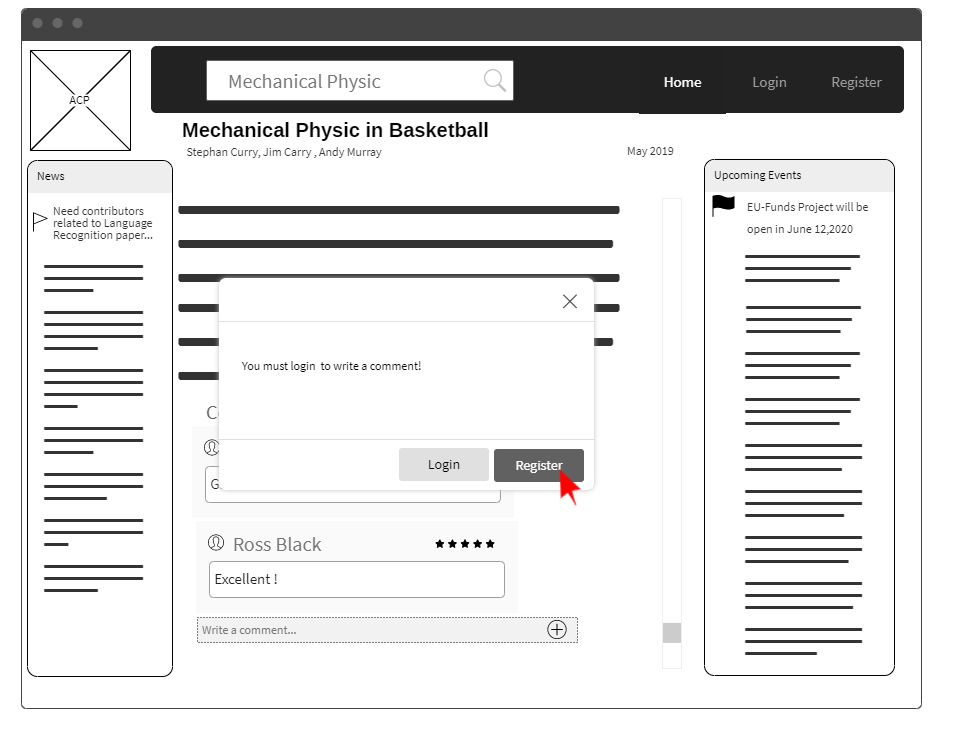 ACP
Mechanical Physic
Home
Login
Register
Mechanical Physic in Basketball
Stephan Curry, Jim Carry , Andy Murray
May 2019
News
Need contributors
related to Language
Recognition paper...
Upcoming Events
EU-Funds Project will be
open in June 12,2020
You must login  to write a comment!
C
Login
Register
G
Ross Black
Excellent !
Write a comment...